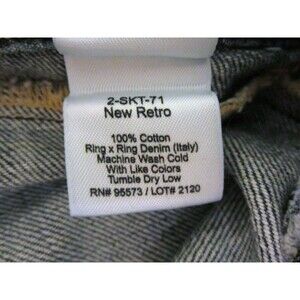 2-SKT-71
New Retro
100% Cotton
Ring x Ring Denim (Italy)
Machine Wash Cold
With Like Colors
Tumble Dry Low
RN# 95573 / LOT# 2120